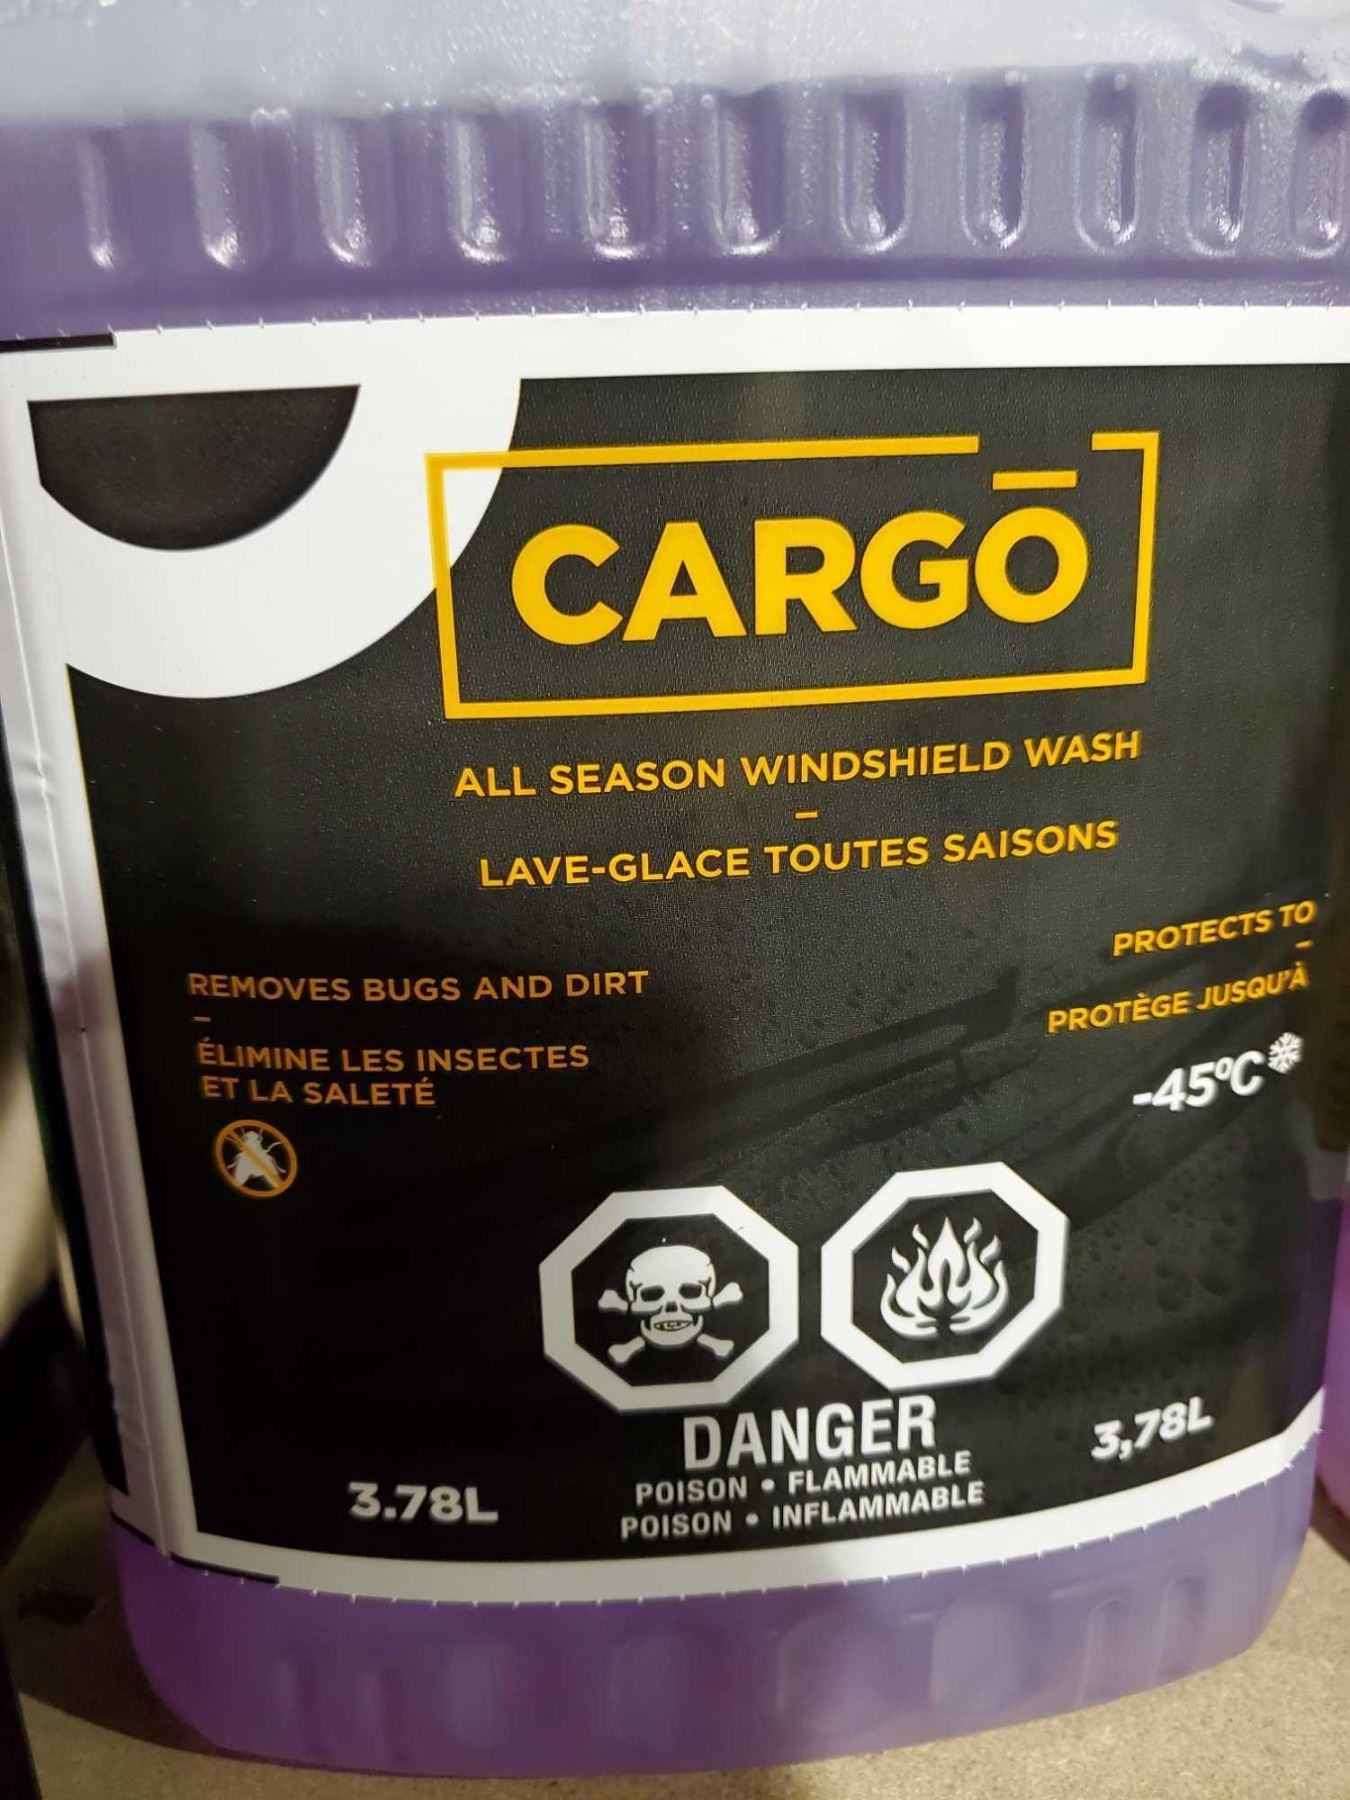 CARGŌ
ALL SEASON WINDSHIELD WASH
–
LAVE-GLACE TOUTES SAISONS
REMOVES BUGS AND DIRT
–
ÉLIMINE LES INSECTES
ET LA SALETÉ
PROTECTS TO
–
PROTÈGE JUSQU'À
-45ºC
DANGER
POISON • FLAMMABLE
POISON • INFLAMMABLE
3.78L
3,78L